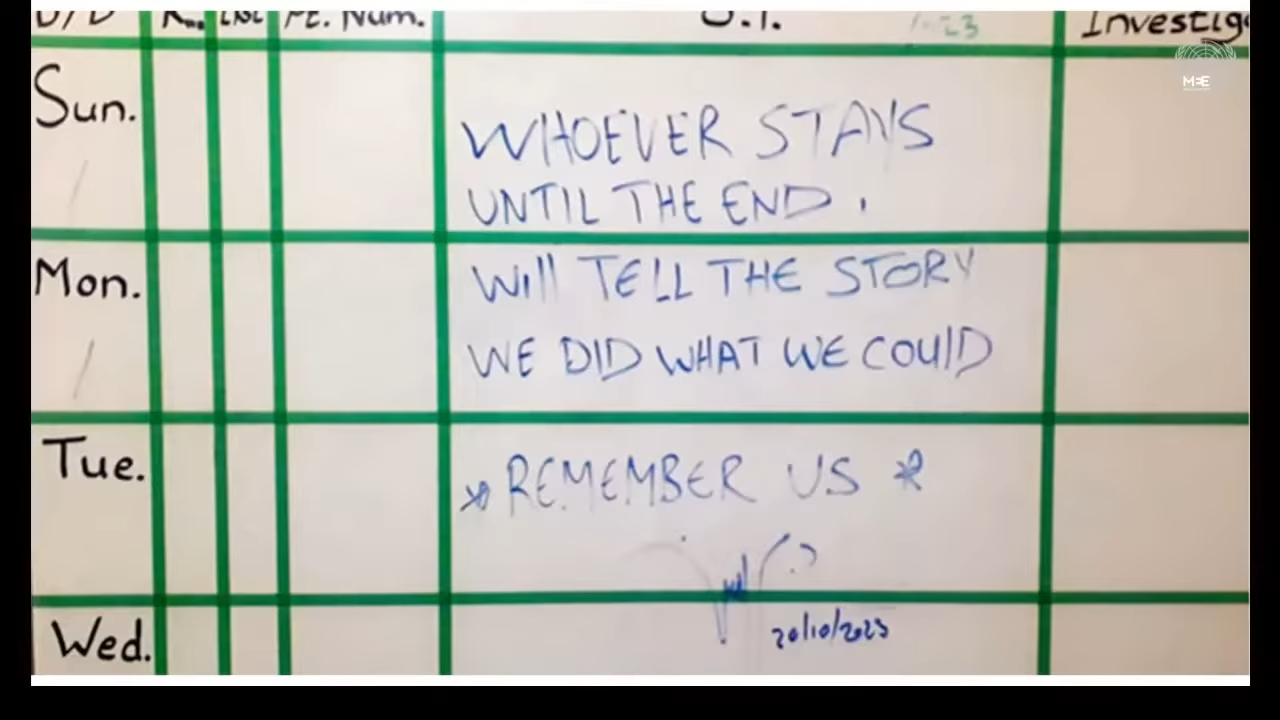 Investig
MEE
Sun.
WHOEVER STAYS
UNTIL THE END.
Mon.
Will TELL THE STORY
WE DID WHAT WE COULD
Tue.
* REMEMBER US *
Wed.
20/10/2023